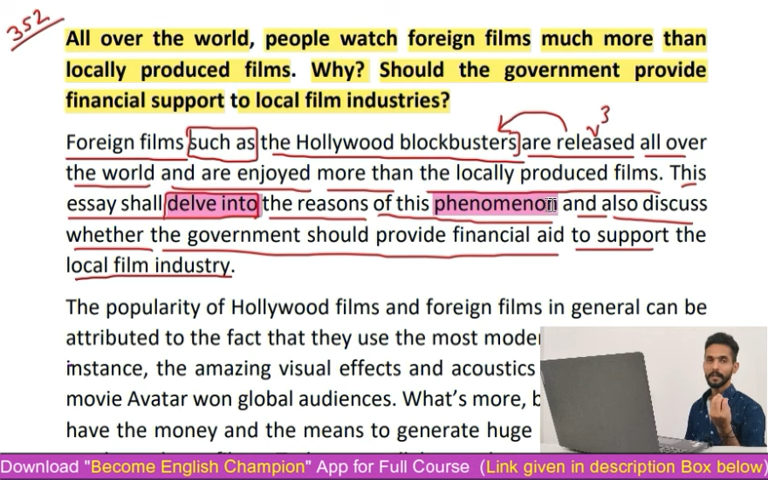 352
All over the world, people watch foreign films much more than
locally produced films. Why? Should the government provide
financial support to local film industries?
3
v
Foreign films such as the Hollywood blockbusters are released all over
the world and are enjoyed more than the locally produced films. This
essay shall delve into the reasons of this phenomenon and also discuss
whether the government should provide financial aid to support the
local film industry.
The popularity of Hollywood films and foreign films in general can be
attributed to the fact that they use the most
instance, the amazing visual effects and acoustics
movie Avatar won global audiences. What's more,
have the money and the means to generate huge
Download "Become English Champion" App for Full Course (Link given in description Box below)